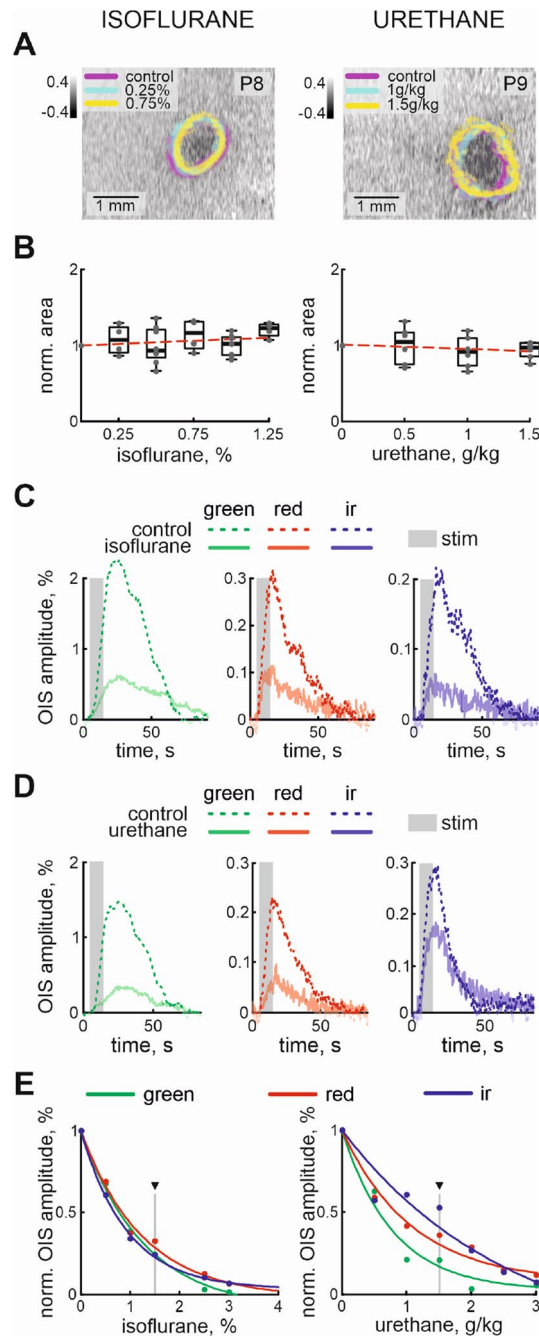 ISOFLURANE URETHANE
A
0.4
-0.4
control
0.25%
0.75%
P8
1 mm
0.4
-0.4
control
1g/kg
1.5g/kg
P9
1 mm
B
norm. area
2
1
0
0.25 0.75 1.25
isoflurane, %
norm. area
2
1
0
0 0.5 1 1.5
urethane, g/kg
C
green red ir
control
isoflurane
stim
OIS amplitude, %
2
1
0
0 50
time, s
0.3
0.2
0.1
0
0 50
time, s
0.2
0.1
0
0 50
time, s
D
green red ir
control
urethane
stim
OIS amplitude, %
2
1
0
0 50
time, s
0.3
0.2
0.1
0
0 50
time, s
0.3
0.2
0.1
0
0 50
time, s
E
green red ir
norm. OIS amplitude, %
1
0.5
0
0 1 2 3 4
isoflurane, %
norm. OIS amplitude, %
1
0.5
0
0 1 2 3
urethane, g/kg